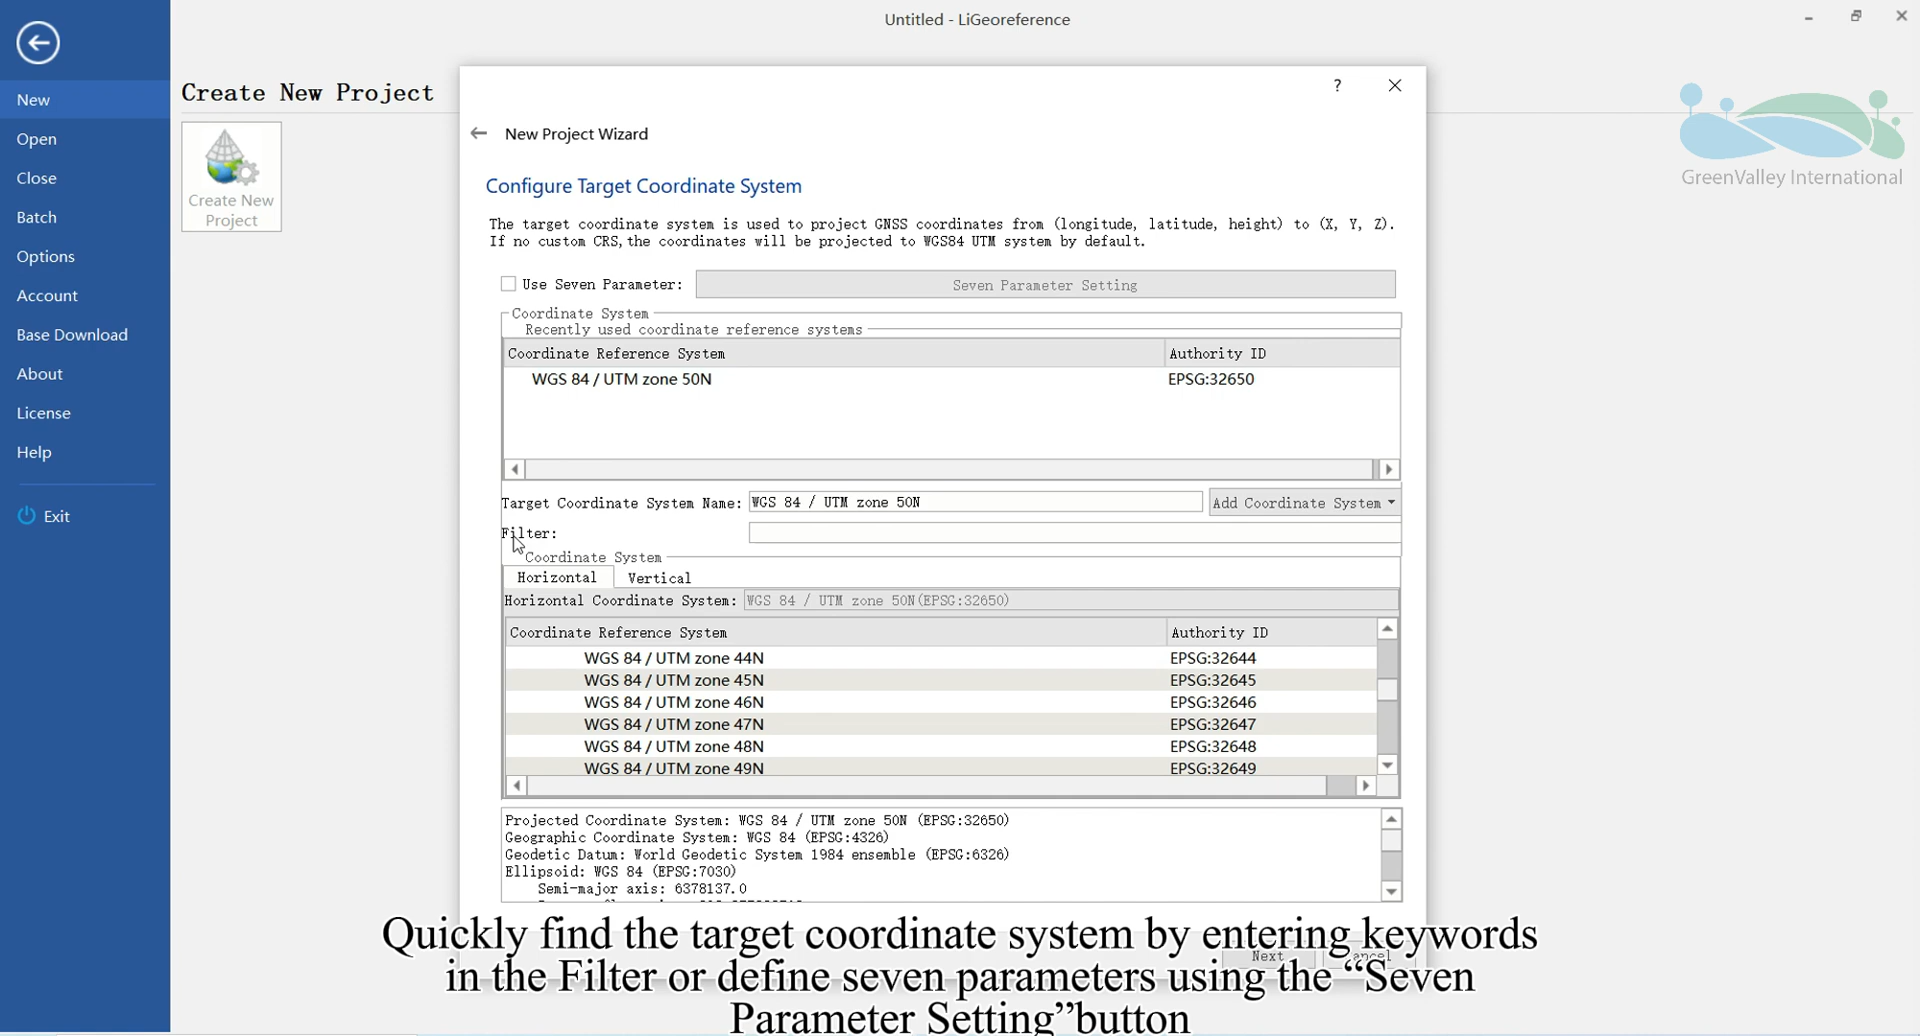 Untitled - LiGeoreference
New
Open
Close
Batch
Options
Account
Base Download
About
License
Help
Exit
Create New Project
Create New
Project
GreenValley International
?
New Project Wizard
Configure Target Coordinate System
The target coordinate system is used to project GNSS coordinates from (longitude, latitude, height) to (X, Y, Z).
If no custom CRS, the coordinates will be projected to WGS84 UTM system by default.
Use Seven Parameter: Seven Parameter Setting
Coordinate System
Recently used coordinate reference systems
Coordinate Reference System Authority ID
WGS 84 / UTM zone 50N EPSG:32650
Target Coordinate System Name: WGS 84 / UTM zone 50N Add Coordinate System
Filter:
Coordinate System
Horizontal Vertical
Horizontal Coordinate System: WGS 84 / UTM zone 50N(EPSG:32650)
Coordinate Reference System Authority ID
WGS 84 / UTM zone 44N EPSG:32644
WGS 84 / UTM zone 45N EPSG:32645
WGS 84 / UTM zone 46N EPSG:32646
WGS 84 / UTM zone 47N EPSG:32647
WGS 84 / UTM zone 48N EPSG:32648
WGS 84 / UTM zone 49N EPSG:32649
Projected Coordinate System: WGS 84 / UTM zone 50N (EPSG:32650)
Geographic Coordinate System: WGS 84 (EPSG:4326)
Geodetic Datum: World Geodetic System 1984 ensemble (EPSG:6326)
Ellipsoid: WGS 84 (EPSG:7030)
Semi-major axis: 6378137.0
Next Cancel
Quickly find the target coordinate system by entering keywords
in the Filter or define seven parameters using the “Seven
Parameter Setting”button